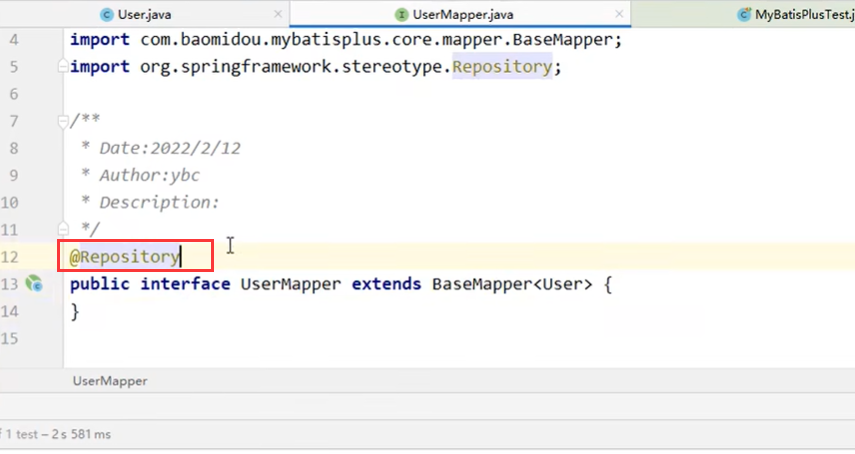 User.java
UserMapper.java
MyBatisPlusTest.j
4 import com.baomidou.mybatisplus.core.mapper.BaseMapper;
5 import org.springframework.stereotype.Repository;
6
7 /**
8 * Date:2022/2/12
9 * Author:ybc
10 * Description:
11 */
12 @Repository
13 public interface UserMapper extends BaseMapper<User> {
14 }
15
UserMapper
1 test – 2 s 581 ms